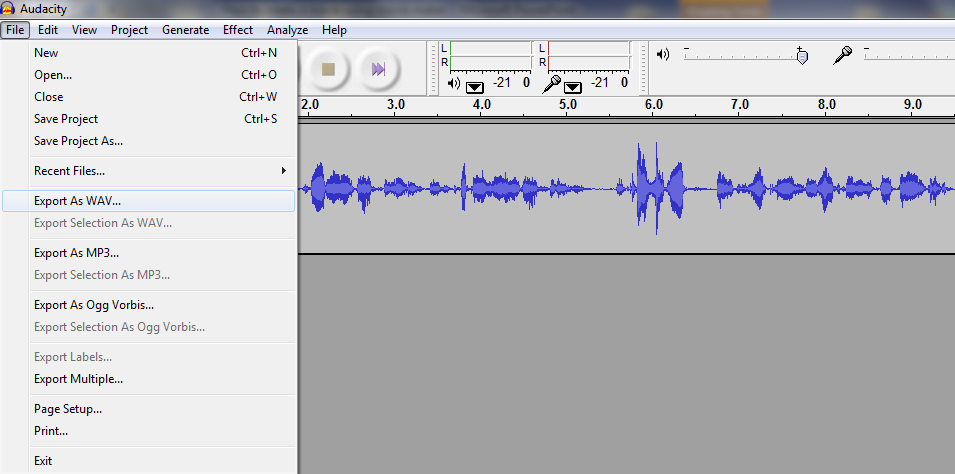 Audacity
File Edit View Project Generate Effect Analyze Help
New Ctrl+N
Open... Ctrl+O
Close Ctrl+W
Save Project Ctrl+S
Save Project As...
Recent Files...
Export As WAV...
Export Selection As WAV...
Export As MP3...
Export Selection As MP3...
Export As Ogg Vorbis...
Export Selection As Ogg Vorbis...
Export Labels...
Export Multiple...
Page Setup...
Print...
Exit
L L
R R
-21 0 -21 0
- + -
2.0 3.0 4.0 5.0 6.0 7.0 8.0 9.0